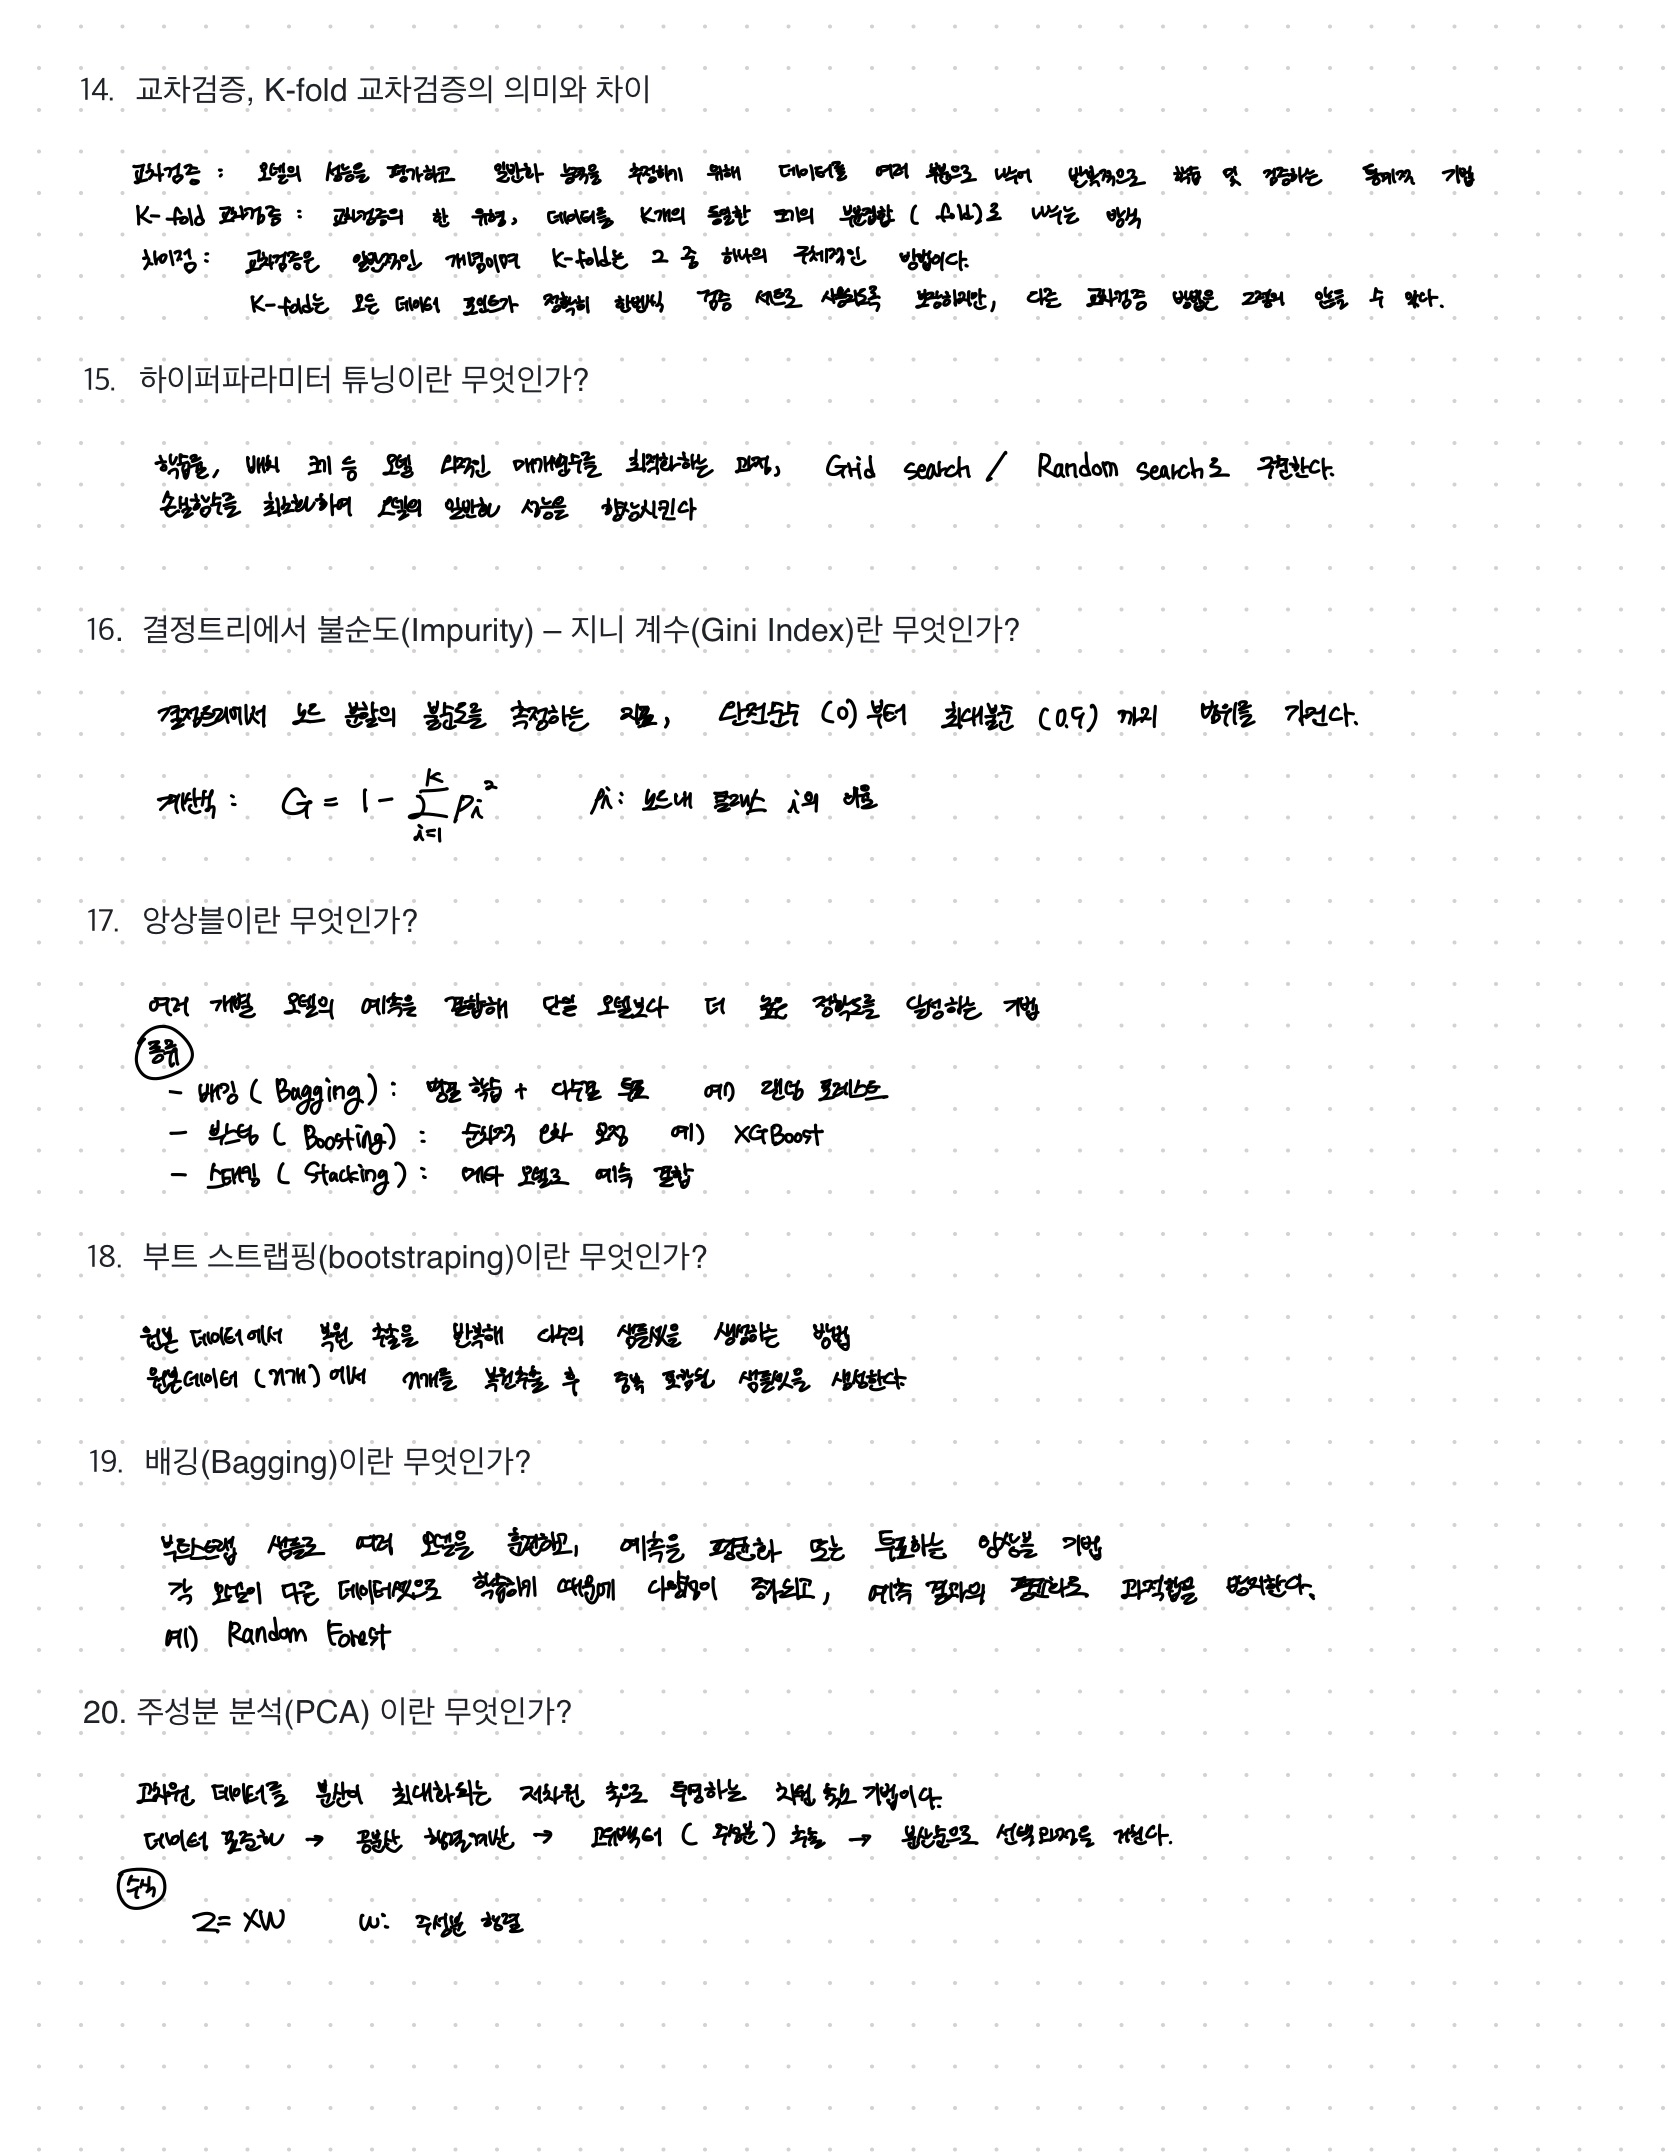 14. 교차검증, K-fold 교차검증의 의미와 차이
교차검증 : 모델의 성능을 평가하고 일반화 능력을 추정하기 위해 데이터를 여러 부분으로 나누어 반복적으로 학습 및 검증하는 통계적 기법
K-fold 교차검증 : 교차검증의 한 유형, 데이터를 K개의 동일한 크기의 부분집합 (fold)로 나누는 방식
차이점 : 교차검증은 일반적인 개념이며 K-fold는 그 중 하나의 구체적인 방법이다.
K-fold는 모든 데이터 포인트가 정확히 한번씩 검증 세트로 사용되도록 보장하지만, 다른 교차검증 방법은 그렇지 않을 수 있다.
15. 하이퍼파라미터 튜닝이란 무엇인가?
학습률, 배치 크기 등 모델 외적인 매개변수를 최적화하는 과정, Grid search / Random search로 구분한다.
손실함수를 최소화하여 모델의 일반화 성능을 향상시킨다
16. 결정트리에서 불순도(Impurity) – 지니 계수(Gini Index)란 무엇인가?
결정트리에서 노드 분할의 불순도를 측정하는 지표, 완전순수 (0) 부터 최대불순 (0.5) 까지 범위를 가진다.
계산식 : G = 1 - K∑i=1 pi² Pi : 노드내 클래스 i의 비율
17. 앙상블이란 무엇인가?
여러 개별 모델의 예측을 결합해 단일 모델보다 더 높은 정확도를 달성하는 기법
종류
- 배깅 ( Bagging ) : 병렬 학습 + 다수결 투표 예) 랜덤 포레스트
- 부스팅 ( Boosting ) : 순차적 오차 보정 예) XGBoost
- 스태킹 ( Stacking ) : 메타 모델로 예측 결합
18. 부트 스트랩핑(bootstraping)이란 무엇인가?
원본 데이터에서 복원 추출을 반복해 다수의 샘플셋을 생성하는 방법
원본데이터 (n개) 에서 n개를 복원추출 후 중복 포함된 샘플셋을 생성한다.
19. 배깅(Bagging)이란 무엇인가?
부트스트랩 샘플로 여러 모델을 훈련하고, 예측을 평균화 또는 투표하는 앙상블 기법
각 모델이 다른 데이터셋으로 학습하기 때문에 다양성이 증가되고, 예측 결과의 평균화로 과적합을 방지한다.
예) Random Forest
20. 주성분 분석(PCA) 이란 무엇인가?
고차원 데이터를 분산이 최대화되는 저차원 축으로 투영하는 차원 축소 기법이다.
데이터 표준화 → 공분산 행렬계산 → 고유벡터 ( 주성분 ) 추출 → 분산순으로 선택 과정을 거친다.
수식
Z = XW W : 주성분 행렬